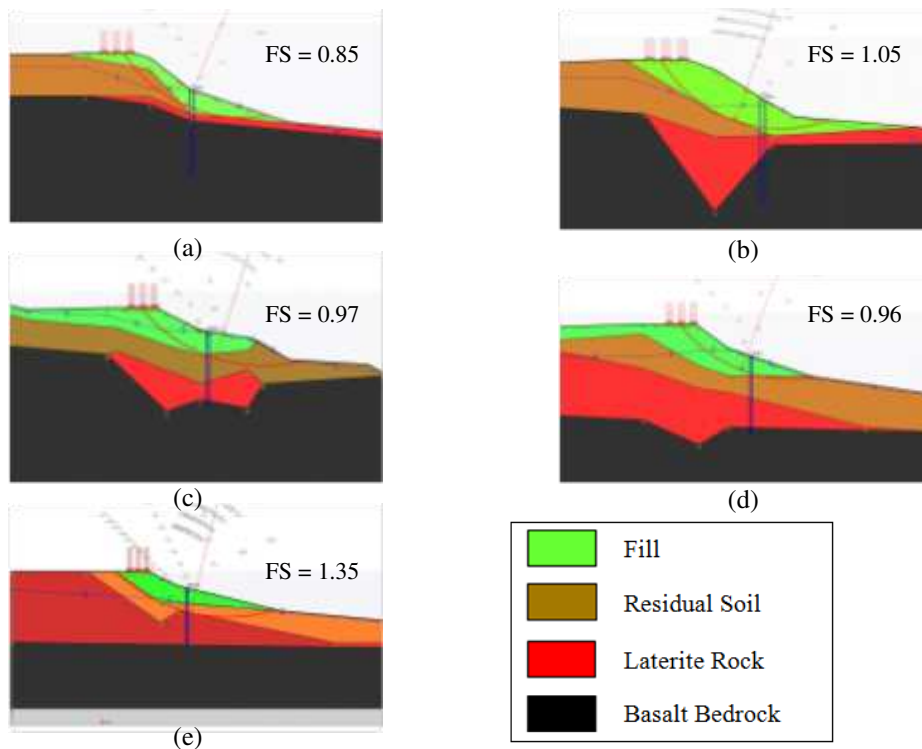 FS = 0.85
FS = 1.05
(a)
(b)
FS = 0.97
FS = 0.96
(c)
(d)
FS = 1.35
Fill
Residual Soil
Laterite Rock
Basalt Bedrock
(e)